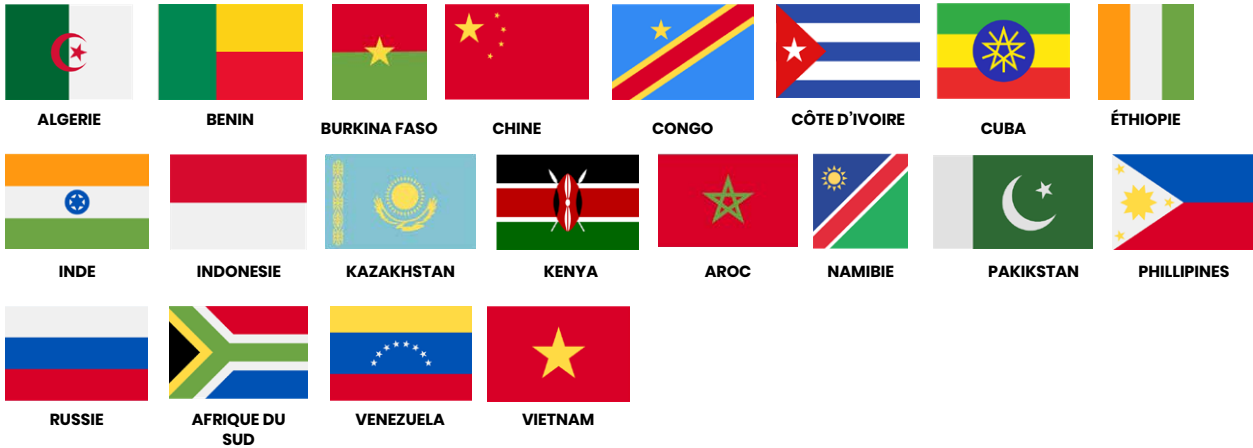 ALGERIE
BENIN
BURKINA FASO
CHINE
CONGO
CÔTE D'IVOIRE
CUBA
ÉTHIOPIE
INDE
INDONESIE
KAZAKHSTAN
KENYA
AROC
NAMIBIE
PAKIKSTAN
PHILLIPINES
RUSSIE
AFRIQUE DU
SUD
VENEZUELA
VIETNAM